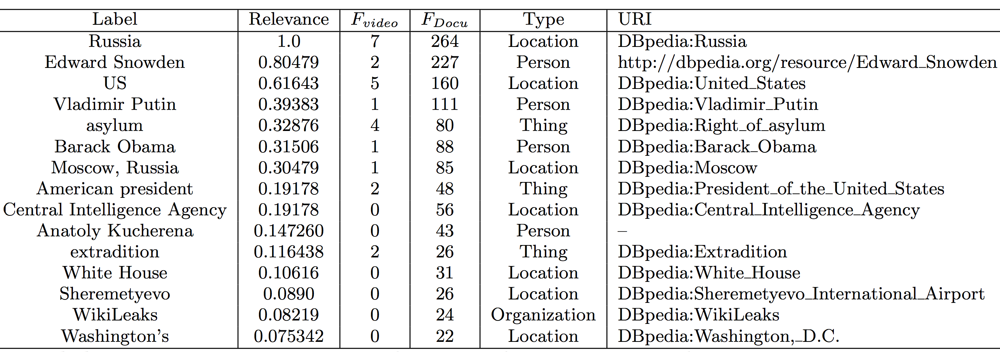 Label Relevance F_video F_Docu Type URI
Russia 1.0 7 264 Location DBpedia:Russia
Edward Snowden 0.80479 2 227 Person http://dbpedia.org/resource/Edward_Snowden
US 0.61643 5 160 Location DBpedia:United_States
Vladimir Putin 0.39383 1 111 Person DBpedia:Vladimir_Putin
asylum 0.32876 4 80 Thing DBpedia:Right_of_asylum
Barack Obama 0.31506 1 88 Person DBpedia:Barack_Obama
Moscow, Russia 0.30479 1 85 Location DBpedia:Moscow
American president 0.19178 2 48 Thing DBpedia:President_of_the_United_States
Central Intelligence Agency 0.19178 0 56 Location DBpedia:Central_Intelligence_Agency
Anatoly Kucherena 0.147260 0 43 Person –
extradition 0.116438 2 26 Thing DBpedia:Extradition
White House 0.10616 0 31 Location DBpedia:White_House
Sheremetyevo 0.0890 0 26 Location DBpedia:Sheremetyevo_International_Airport
WikiLeaks 0.08219 0 24 Organization DBpedia:WikiLeaks
Washington's 0.075342 0 22 Location DBpedia:Washington,_D.C.